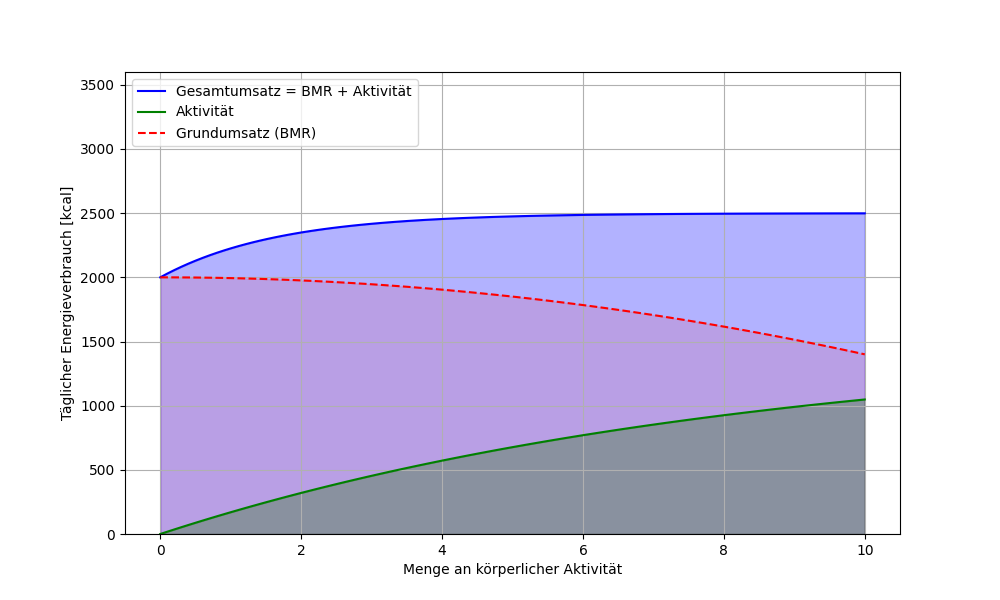 Gesamtumsatz = BMR + Aktivität
Aktivität
Grundumsatz (BMR)
Täglicher Energieverbrauch [kcal]
3500
3000
2500
2000
1500
1000
500
0
0 2 4 6 8 10
Menge an körperlicher Aktivität